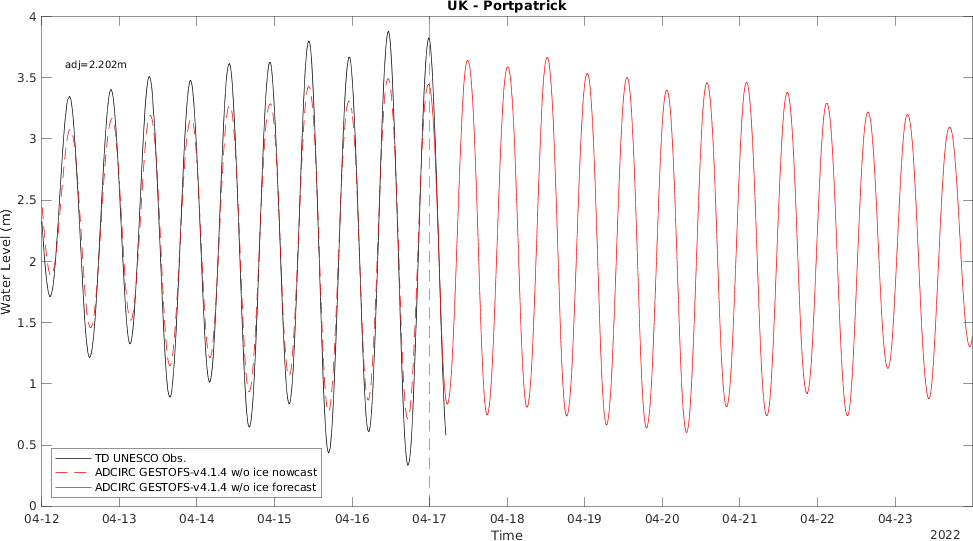 UK - Portpatrick
adj=2.202m
4
3.5
3
2.5
2
1.5
1
0.5
0
Water Level (m)
TD UNESCO Obs.
ADCIRC GESTOFS-v4.1.4 w/o ice nowcast
ADCIRC GESTOFS-v4.1.4 w/o ice forecast
04-12 04-13 04-14 04-15 04-16 04-17 04-18 04-19 04-20 04-21 04-22 04-23
Time
2022